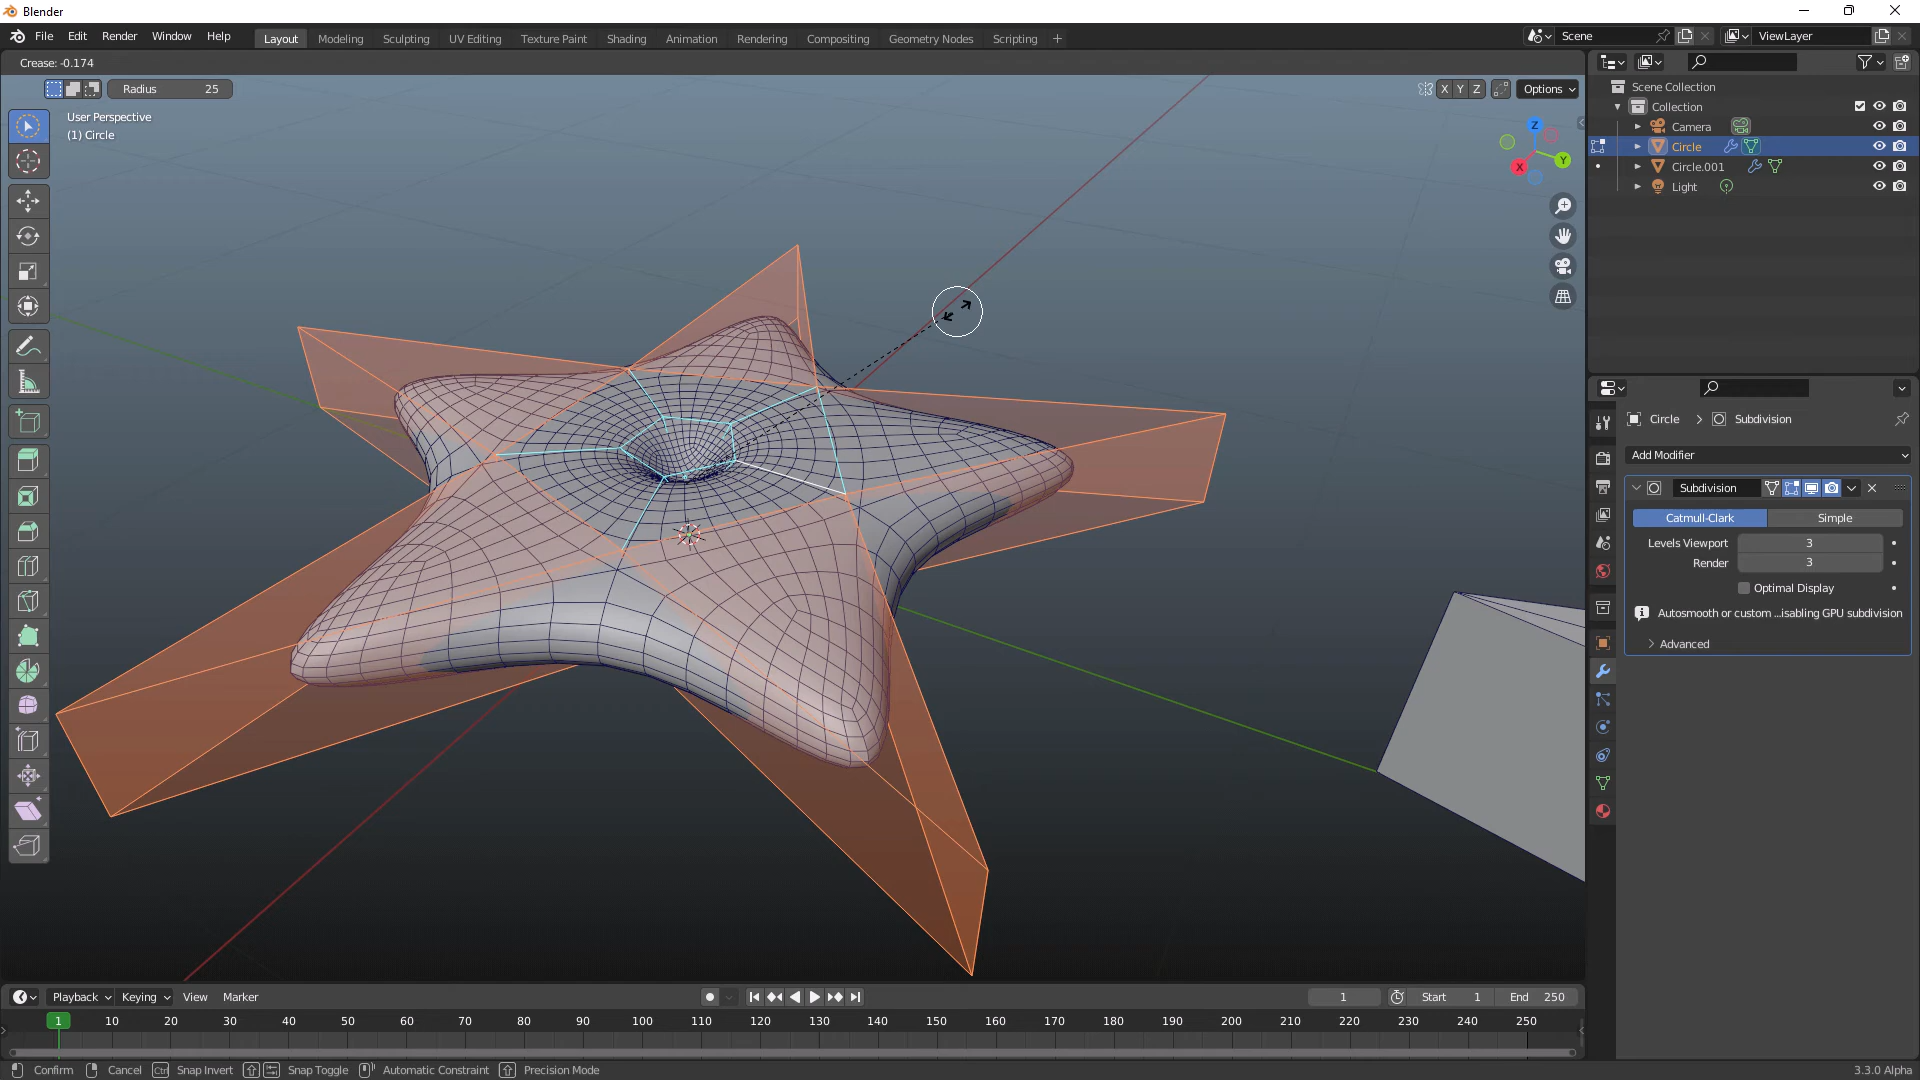 Blender
File Edit Render Window Help Layout Modeling Sculpting UV Editing Texture Paint Shading Animation Rendering Compositing Geometry Nodes Scripting + Scene ViewLayer
Crease: -0.174
Radius 25 X Y Z Options
User Perspective
(1) Circle
Z
Y
X
Scene Collection
Collection
Camera
Circle
Circle.001
Light
Circle > Subdivision
Add Modifier
Subdivision
Catmull-Clark Simple
Levels Viewport 3
Render 3
Optimal Display
Autosmooth or custom ...isabling GPU subdivision
Advanced
Playback Keying View Marker 1 Start 1 End 250
1 10 20 30 40 50 60 70 80 90 100 110 120 130 140 150 160 170 180 190 200 210 220 230 240 250
Confirm Cancel Ctrl Snap Invert Snap Toggle Automatic Constraint Precision Mode 3.3.0 Alpha